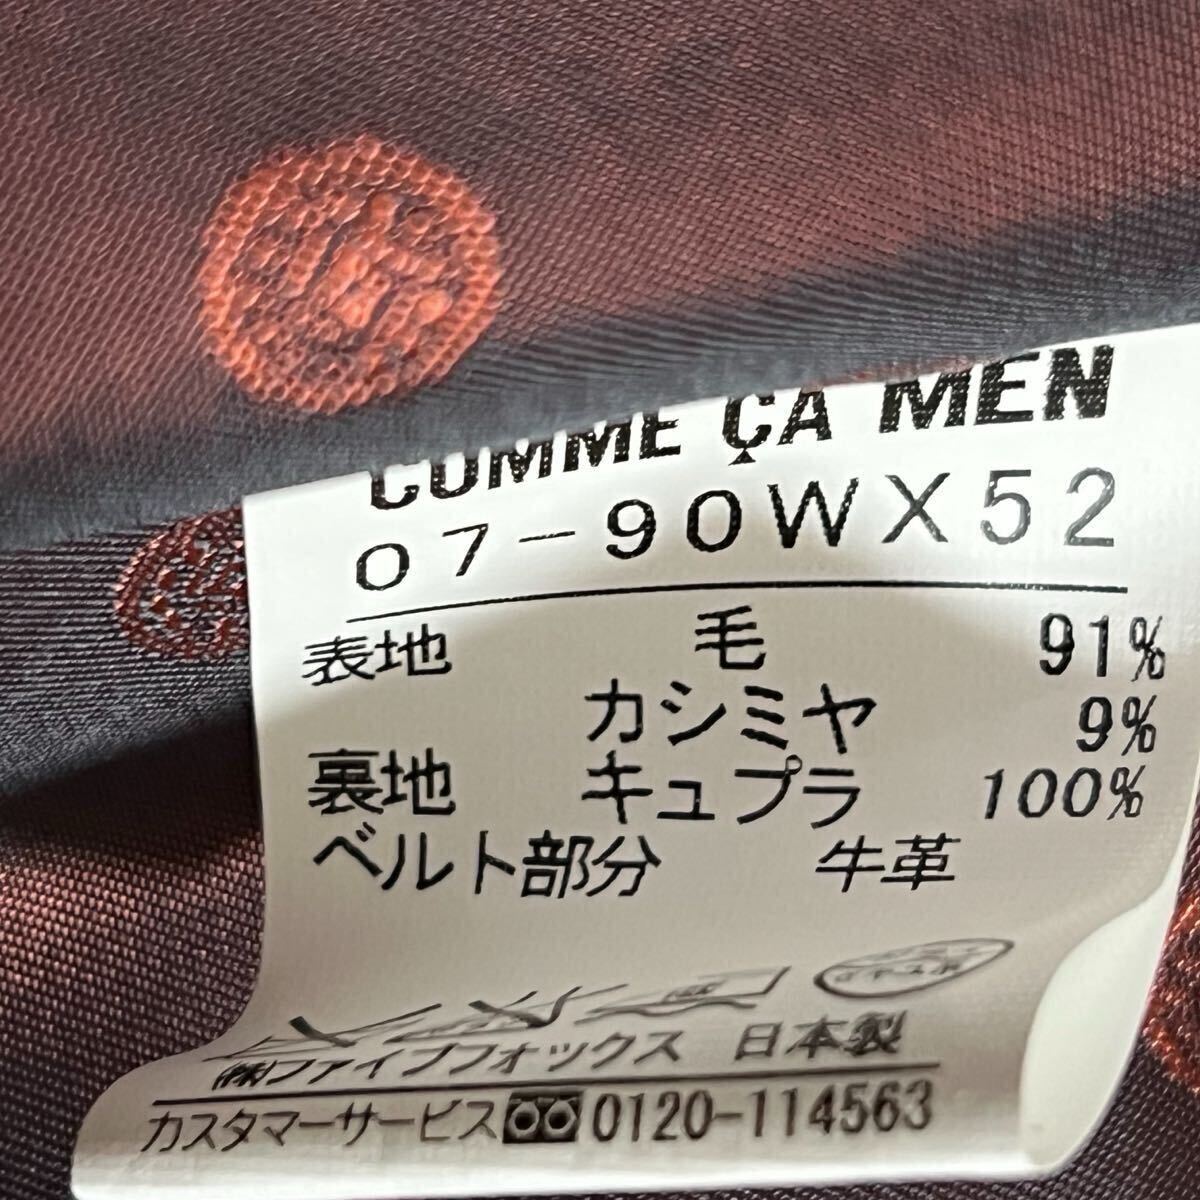 COMME ÇA MEN
07-90WX52
表地 毛 91%
カシミヤ 9%
裏地 キュプラ 100%
ベルト部分 牛革
㈱ファイブフォックス 日本製
カスタマーサービス 0120-114563